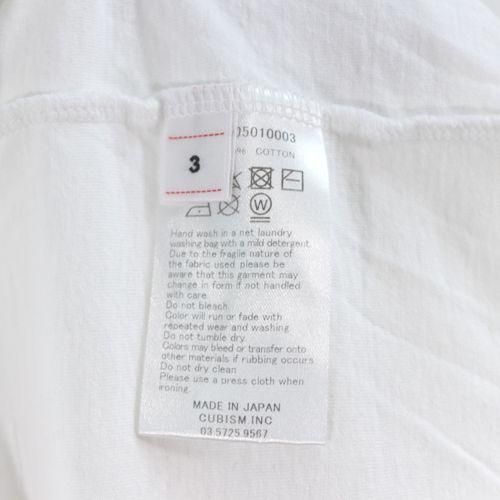 3
05010003
% COTTON
W
Hand wash in a net laundry
washing bag with a mild detergent.
Due to the fragile nature of
the fabric used please be
aware that this garment may
change in form if not handled
with care
Do not bleach.
Color will run or fade with
repeated wear and washing.
Do not tumble dry.
Colors may bleed or transfer onto
other materials if rubbing occurs.
Do not dry clean
Please use a press cloth when
ironing.
MADE IN JAPAN
CUBISM.INC
03.5725.9567